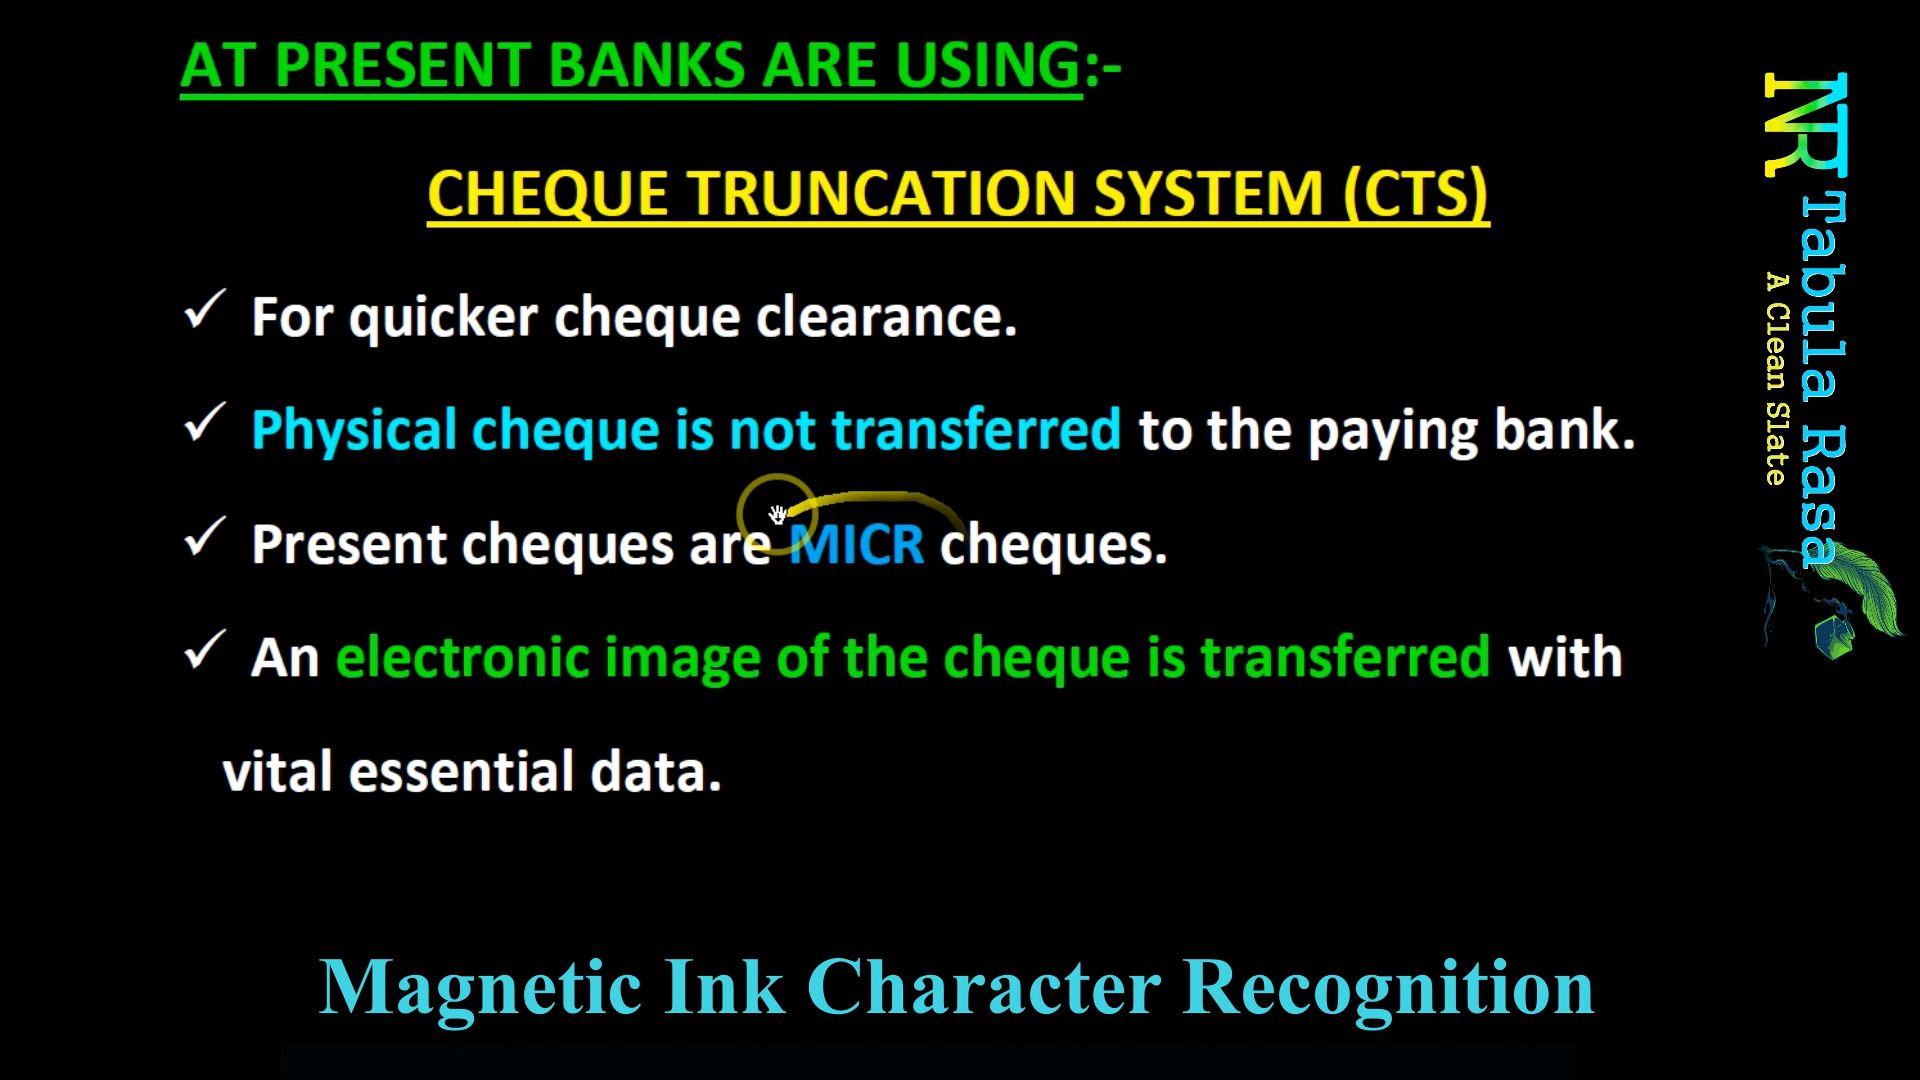 AT PRESENT BANKS ARE USING:-
CHEQUE TRUNCATION SYSTEM (CTS)
✓ For quicker cheque clearance.
✓ Physical cheque is not transferred to the paying bank.
✓ Present cheques are MICR cheques.
✓ An electronic image of the cheque is transferred with
vital essential data.
Magnetic Ink Character Recognition
NTR
Tabula Rasa
A Clean Slate